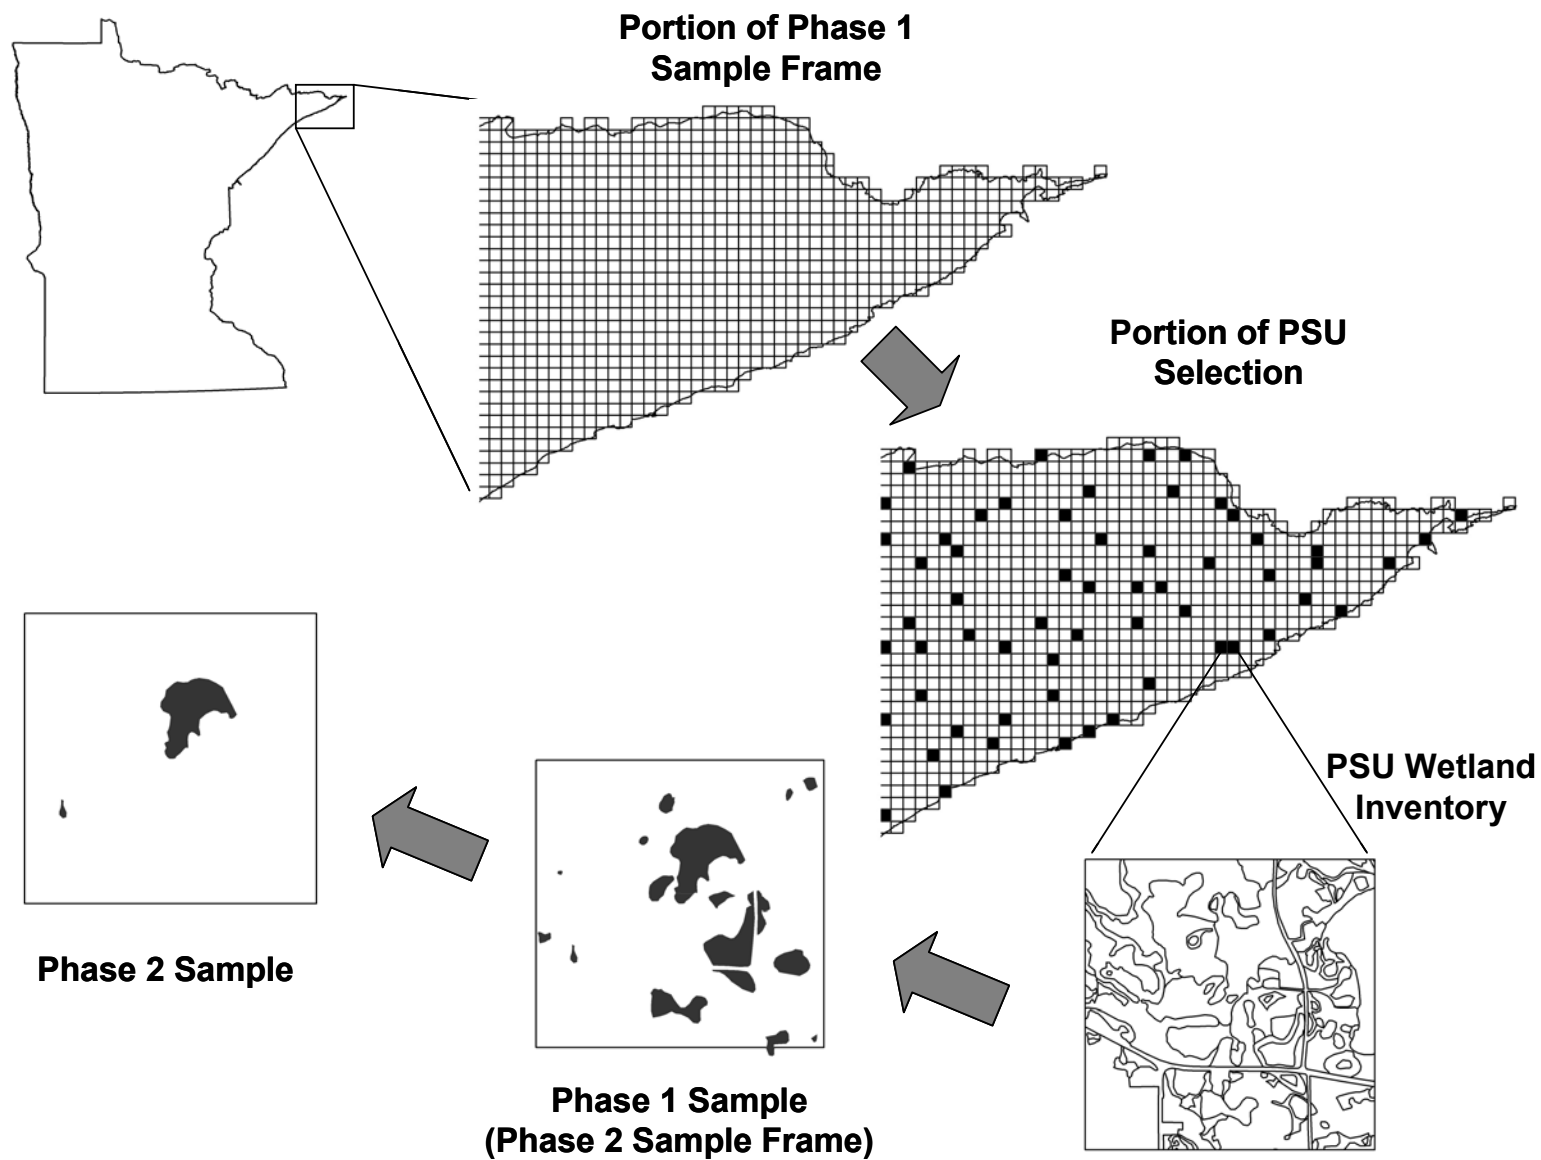 Portion of Phase 1
Sample Frame
Portion of PSU
Selection
PSU Wetland
Inventory
Phase 2 Sample
Phase 1 Sample
(Phase 2 Sample Frame)